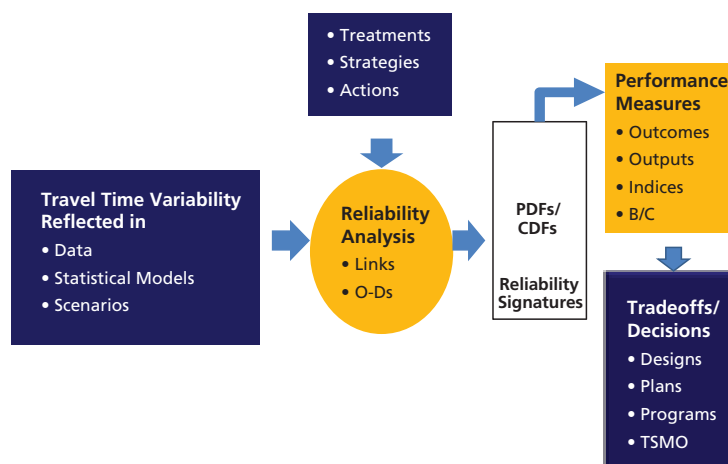 • Treatments
• Strategies
• Actions
Travel Time Variability
Reflected in
• Data
• Statistical Models
• Scenarios
Reliability
Analysis
• Links
• O-Ds
PDFs/
CDFs
Reliability
Signatures
Performance
Measures
• Outcomes
• Outputs
• Indices
• B/C
Tradeoffs/
Decisions
• Designs
• Plans
• Programs
• TSMO